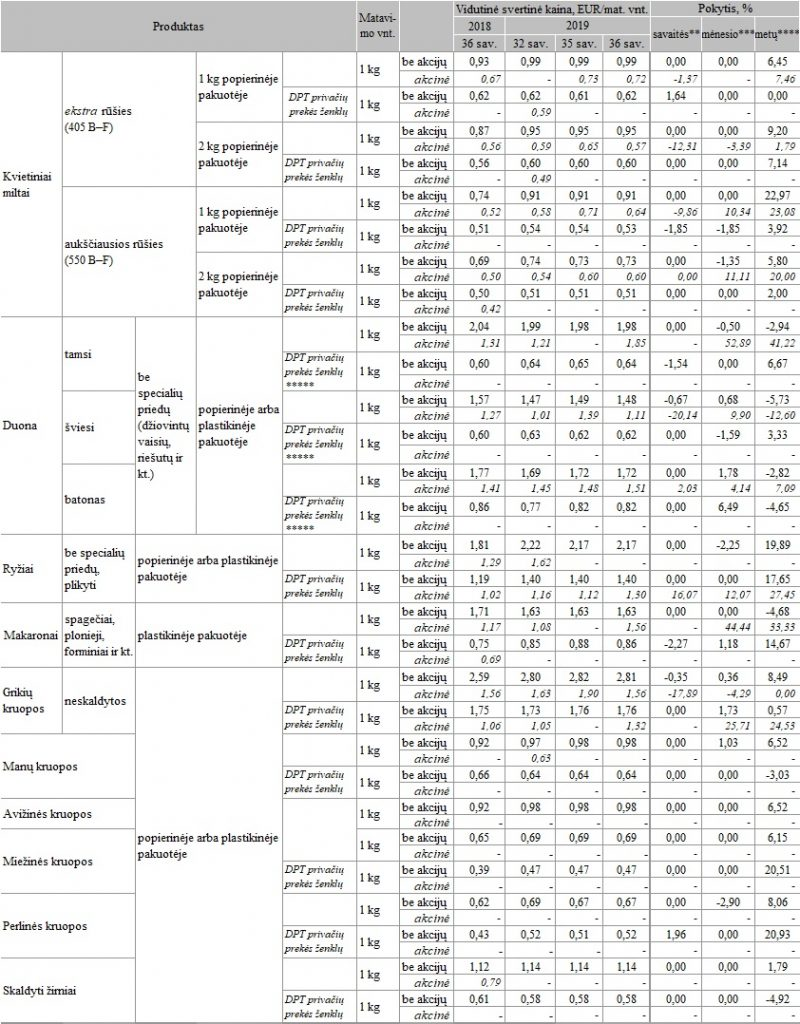 Produktas Matavi- Vidutinė svertinė kaina, EUR/mat. vnt. Pokytis, %
mo vnt. 2018 2019 savaitės** mėnesio*** metų****
36 sav. 32 sav. 35 sav. 36 sav.
Kvietiniai miltai
ekstra rūšies
(405 B–F)
1 kg popierinėje pakuotėje
1 kg be akcijų 0,93 0,99 0,99 0,99 0,00 0,00 6,45
akcinė 0,67 - 0,73 0,72 -1,37 - 7,46
DPT privačių prekės ženklų 1 kg be akcijų 0,62 0,62 0,61 0,62 1,64 0,00 0,00
akcinė - 0,59 - - - - -
2 kg popierinėje pakuotėje
1 kg be akcijų 0,87 0,95 0,95 0,95 0,00 0,00 9,20
akcinė 0,56 0,59 0,65 0,57 -12,31 -3,39 1,79
DPT privačių prekės ženklų 1 kg be akcijų 0,56 0,60 0,60 0,60 0,00 0,00 7,14
akcinė - 0,49 - - - - -
aukščiausios rūšies
(550 B–F)
1 kg popierinėje pakuotėje
1 kg be akcijų 0,74 0,91 0,91 0,91 0,00 0,00 22,97
akcinė 0,52 0,58 0,71 0,64 -9,86 10,34 23,08
DPT privačių prekės ženklų 1 kg be akcijų 0,51 0,54 0,54 0,53 -1,85 -1,85 3,92
akcinė - - - - - - -
2 kg popierinėje pakuotėje
1 kg be akcijų 0,69 0,74 0,73 0,73 0,00 -1,35 5,80
akcinė 0,50 0,54 0,60 0,60 0,00 11,11 20,00
DPT privačių prekės ženklų 1 kg be akcijų 0,50 0,51 0,51 0,51 0,00 0,00 2,00
akcinė 0,42 - - - - - -
Duona
be specialių priedų (džiovintų vaisių, riešutų ir kt.)
popierinėje arba plastikinėje pakuotėje
tamsi
1 kg be akcijų 2,04 1,99 1,98 1,98 0,00 -0,50 -2,94
akcinė 1,31 1,21 - 1,85 - 52,89 41,22
DPT privačių prekės ženklų ***** 1 kg be akcijų 0,60 0,64 0,65 0,64 -1,54 0,00 6,67
akcinė - - - - - - -
šviesi
1 kg be akcijų 1,57 1,47 1,49 1,48 -0,67 0,68 -5,73
akcinė 1,27 1,01 1,39 1,11 -20,14 9,90 -12,60
DPT privačių prekės ženklų ***** 1 kg be akcijų 0,60 0,63 0,62 0,62 0,00 -1,59 3,33
akcinė - - - - - - -
batonas
1 kg be akcijų 1,77 1,69 1,72 1,72 0,00 1,78 -2,82
akcinė 1,41 1,45 1,48 1,51 2,03 4,14 7,09
DPT privačių prekės ženklų ***** 1 kg be akcijų 0,86 0,77 0,82 0,82 0,00 6,49 -4,65
akcinė - - - - - - -
Ryžiai
be specialių priedų, plikyti
popierinėje arba plastikinėje pakuotėje
1 kg be akcijų 1,81 2,22 2,17 2,17 0,00 -2,25 19,89
akcinė 1,29 1,62 - - - - -
DPT privačių prekės ženklų 1 kg be akcijų 1,19 1,40 1,40 1,40 0,00 0,00 17,65
akcinė 1,02 1,16 1,12 1,30 16,07 12,07 27,45
Makaronai
spagečiai, plonieji, forminiai ir kt.
plastikinėje pakuotėje
1 kg be akcijų 1,71 1,63 1,63 1,63 0,00 0,00 -4,68
akcinė 1,17 1,08 - 1,56 - 44,44 33,33
DPT privačių prekės ženklų 1 kg be akcijų 0,75 0,85 0,88 0,86 -2,27 1,18 14,67
akcinė 0,69 - - - - - -
popierinėje arba plastikinėje pakuotėje
Grikių kruopos
neskaldytos
1 kg be akcijų 2,59 2,80 2,82 2,81 -0,35 0,36 8,49
akcinė 1,56 1,63 1,90 1,56 -17,89 -4,29 0,00
DPT privačių prekės ženklų 1 kg be akcijų 1,75 1,73 1,76 1,76 0,00 1,73 0,57
akcinė 1,06 1,05 - 1,32 - 25,71 24,53
Manų kruopos
1 kg be akcijų 0,92 0,97 0,98 0,98 0,00 1,03 6,52
akcinė - 0,63 - - - - -
DPT privačių prekės ženklų 1 kg be akcijų 0,66 0,64 0,64 0,64 0,00 0,00 -3,03
akcinė - - - - - - -
Avižinės kruopos
1 kg be akcijų 0,92 0,98 0,98 0,98 0,00 0,00 6,52
akcinė - - - - - - -
Miežinės kruopos
1 kg be akcijų 0,65 0,69 0,69 0,69 0,00 0,00 6,15
akcinė - - - - - - -
DPT privačių prekės ženklų 1 kg be akcijų 0,39 0,47 0,47 0,47 0,00 0,00 20,51
akcinė - - - - - - -
Perlinės kruopos
1 kg be akcijų 0,62 0,69 0,67 0,67 0,00 -2,90 8,06
akcinė - - - - - - -
DPT privačių prekės ženklų 1 kg be akcijų 0,43 0,52 0,51 0,52 1,96 0,00 20,93
akcinė - - - - - - -
Skaldyti žirniai
1 kg be akcijų 1,12 1,14 1,14 1,14 0,00 0,00 1,79
akcinė 0,79 - - - - - -
DPT privačių prekės ženklų 1 kg be akcijų 0,61 0,58 0,58 0,58 0,00 0,00 -4,92
akcinė - - - - - - -